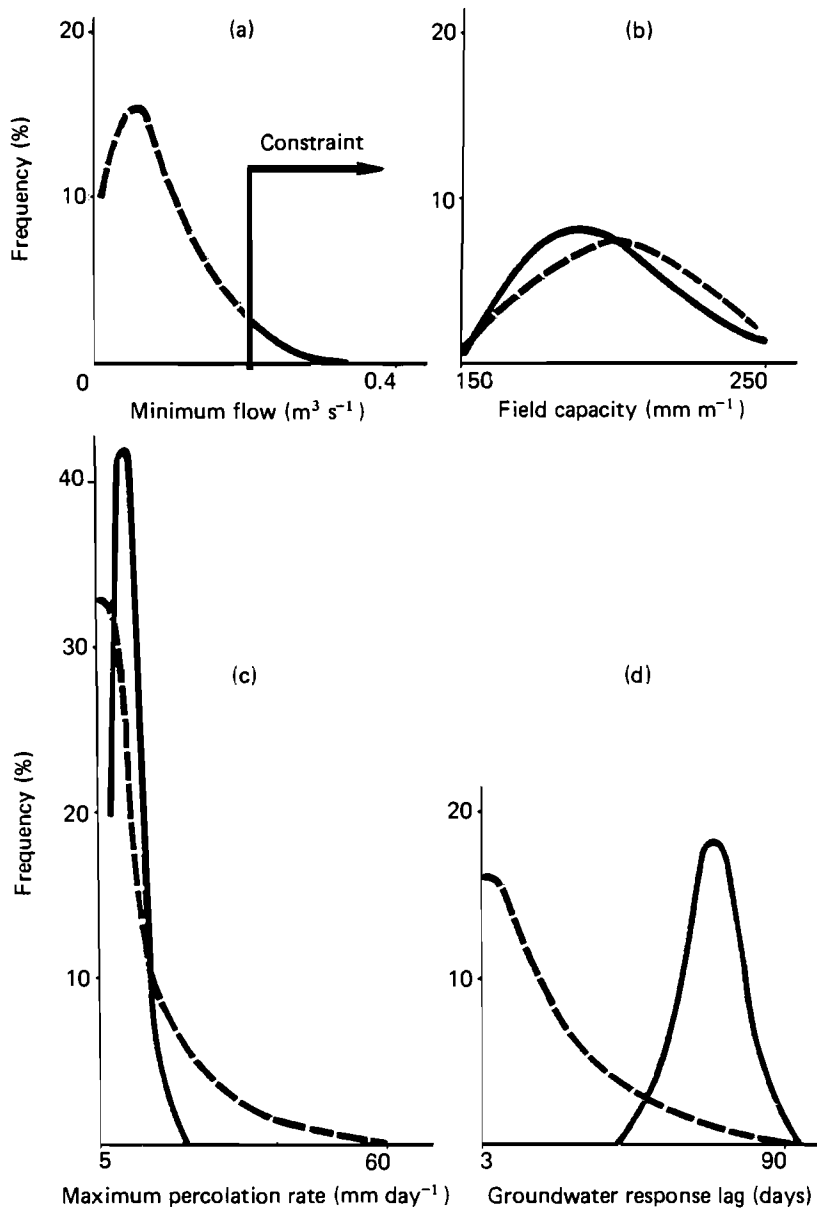 20
(a)
Constraint
Frequency (%)
10
0
0.4
Minimum flow (m³ s⁻¹)
20
(b)
10
150
250
Field capacity (mm m⁻¹)
40
30
(c)
Frequency (%)
20
10
5
60
Maximum percolation rate (mm day⁻¹)
(d)
20
10
3
90
Groundwater response lag (days)